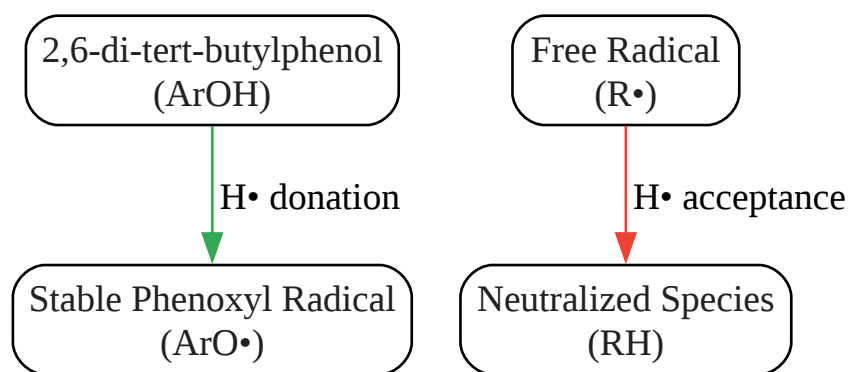 2,6-di-tert-butylphenol
(ArOH)
Free Radical
(R•)
H• donation
H• acceptance
Stable Phenoxyl Radical
(ArO•)
Neutralized Species
(RH)